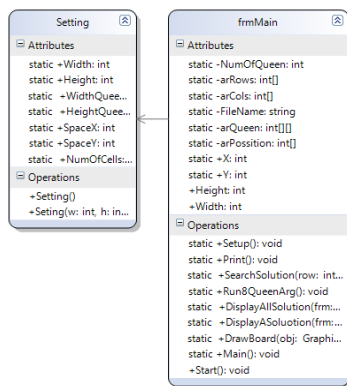 Setting
Attributes
static +Width: int
static +Height: int
static +WidthQuee...
static +HeightQuee...
static +SpaceX: int
static +SpaceY: int
static +NumOfCells:...
Operations
+Setting()
+Seting(w: int, h: in...
frmMain
Attributes
static -NumOfQueen: int
static -arRows: int[]
static -arCols: int[]
static -FileName: string
static -arQueen: int[][]
static -arPossition: int[]
static +X: int
static +Y: int
+Height: int
+Width: int
Operations
static +Setup(): void
static +Print(): void
static +SearchSolution(row: int...
static +Run8QueenArg(): void
static +DisplayAllSolution(frm:...
static +DisplayASoluotion(frm:...
static +DrawBoard(obj: Graphi...
static +Main(): void
+Start(): void